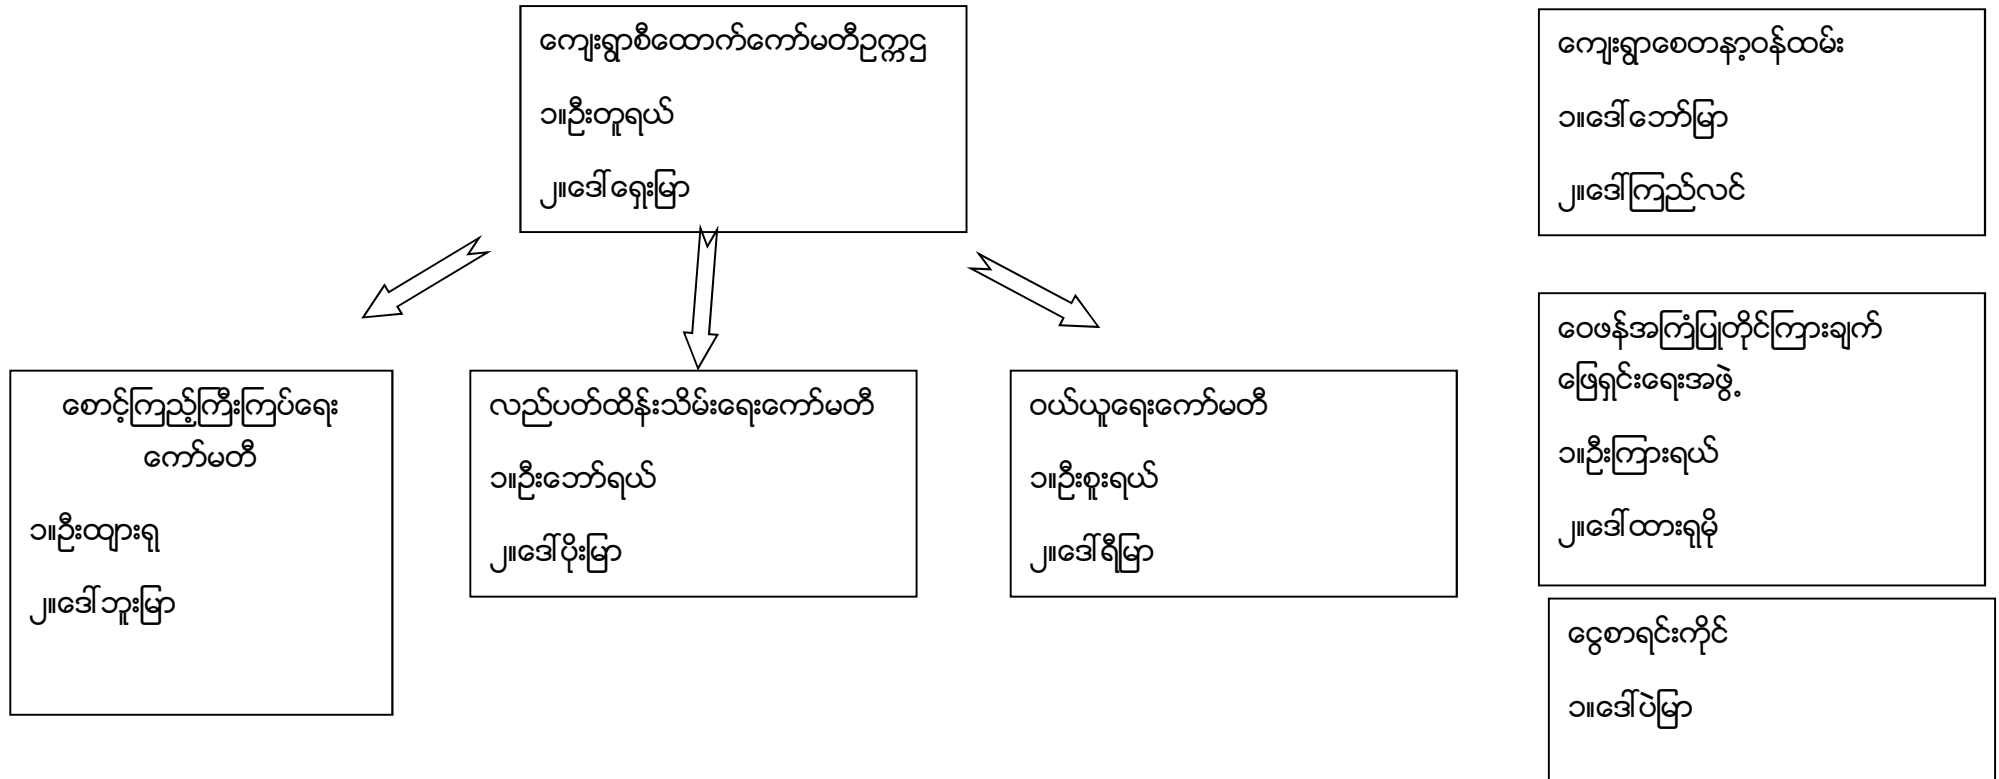 ကျေးရွာစီထောက်ကော်မတီဥက္ကဌ
၁။ဦးတူရယ်
၂။ဒေါ်ရှေးမြာ
ကျေးရွာစေတနာ့ဝန်ထမ်း
၁။ဒေါ်ဘော်မြာ
၂။ဒေါ်ကြည်လင်
စောင့်ကြည့်ကြီးကြပ်ရေး
ကော်မတီ
၁။ဦးထျားရု
၂။ဒေါ်ဘူးမြာ
လည်ပတ်ထိန်းသိမ်းရေးကော်မတီ
၁။ဦးဘော်ရယ်
၂။ဒေါ်ပိုးမြာ
ဝယ်ယူရေးကော်မတီ
၁။ဦးစူးရယ်
၂။ဒေါ်ရီမြာ
ဝေဖန်အကြံပြုတိုင်ကြားချက်
ဖြေရှင်းရေးအဖွဲ့
၁။ဦးကြားရယ်
၂။ဒေါ်ထားရုမို
ငွေစာရင်းကိုင်
၁။ဒေါ်ပဲမြာ